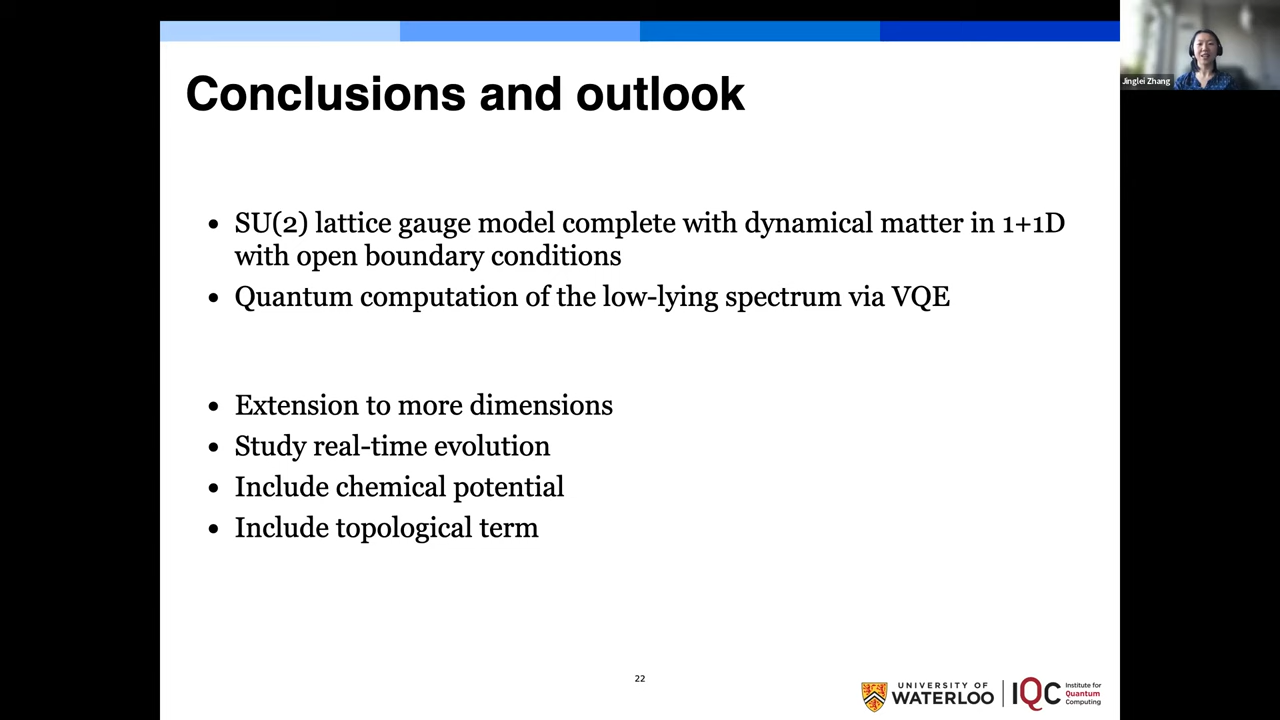 Jinglei Zhang
Conclusions and outlook
• SU(2) lattice gauge model complete with dynamical matter in 1+1D
with open boundary conditions
• Quantum computation of the low-lying spectrum via VQE
• Extension to more dimensions
• Study real-time evolution
• Include chemical potential
• Include topological term
22
UNIVERSITY OF
WATERLOO
IQC
Institute for
Quantum
Computing